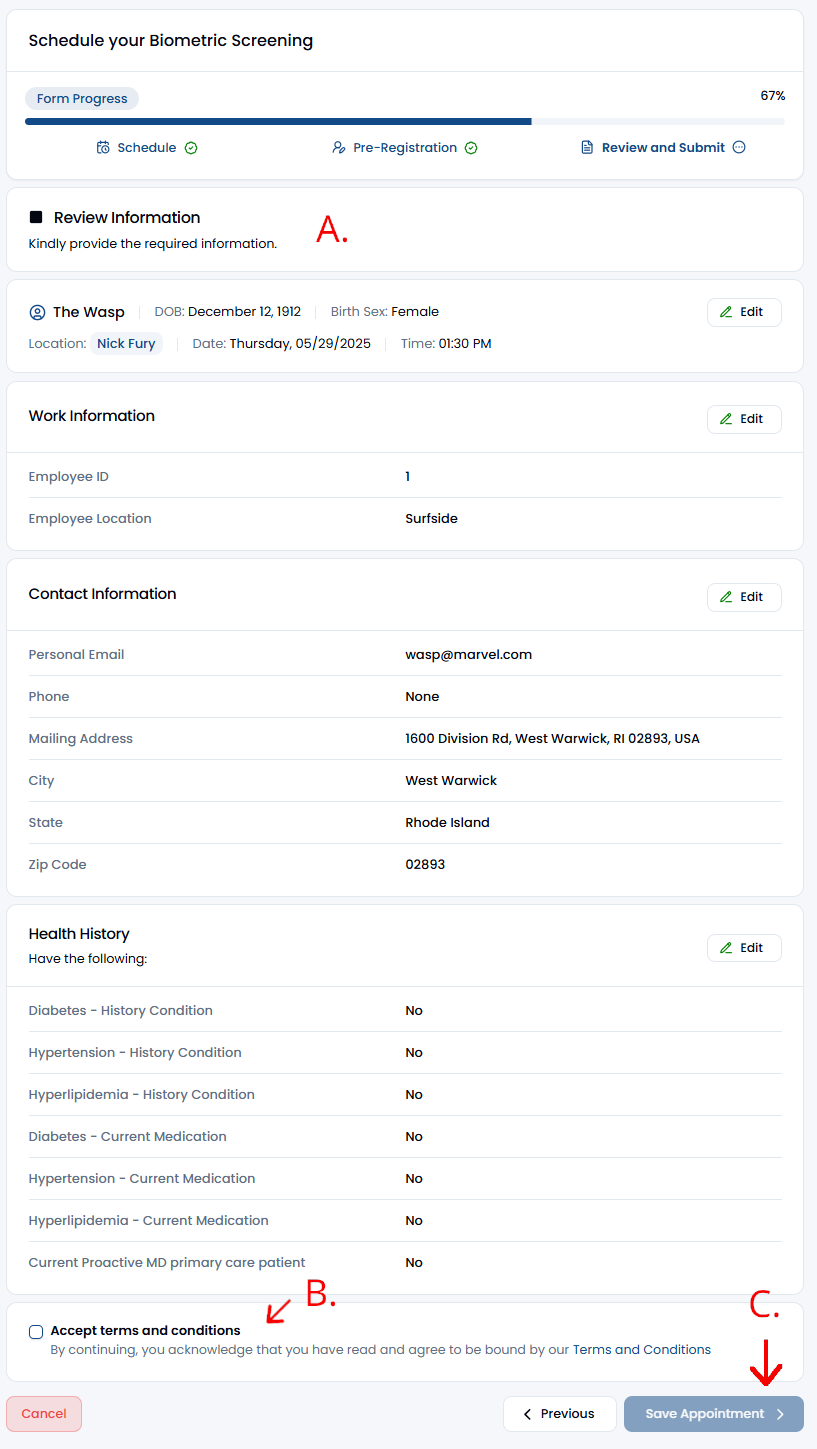 Schedule your Biometric Screening
Form Progress 67%
Schedule Pre-Registration Review and Submit
Review Information
A.
Kindly provide the required information.
The Wasp DOB: December 12, 1912 Birth Sex: Female Edit
Location: Nick Fury Date: Thursday, 05/29/2025 Time: 01:30 PM
Work Information Edit
Employee ID 1
Employee Location Surfside
Contact Information Edit
Personal Email wasp@marvel.com
Phone None
Mailing Address 1600 Division Rd, West Warwick, RI 02893, USA
City West Warwick
State Rhode Island
Zip Code 02893
Health History Edit
Have the following:
Diabetes - History Condition No
Hypertension - History Condition No
Hyperlipidemia - History Condition No
Diabetes - Current Medication No
Hypertension - Current Medication No
Hyperlipidemia - Current Medication No
Current Proactive MD primary care patient No
B. C.
Accept terms and conditions
By continuing, you acknowledge that you have read and agree to be bound by our Terms and Conditions
Cancel Previous Save Appointment